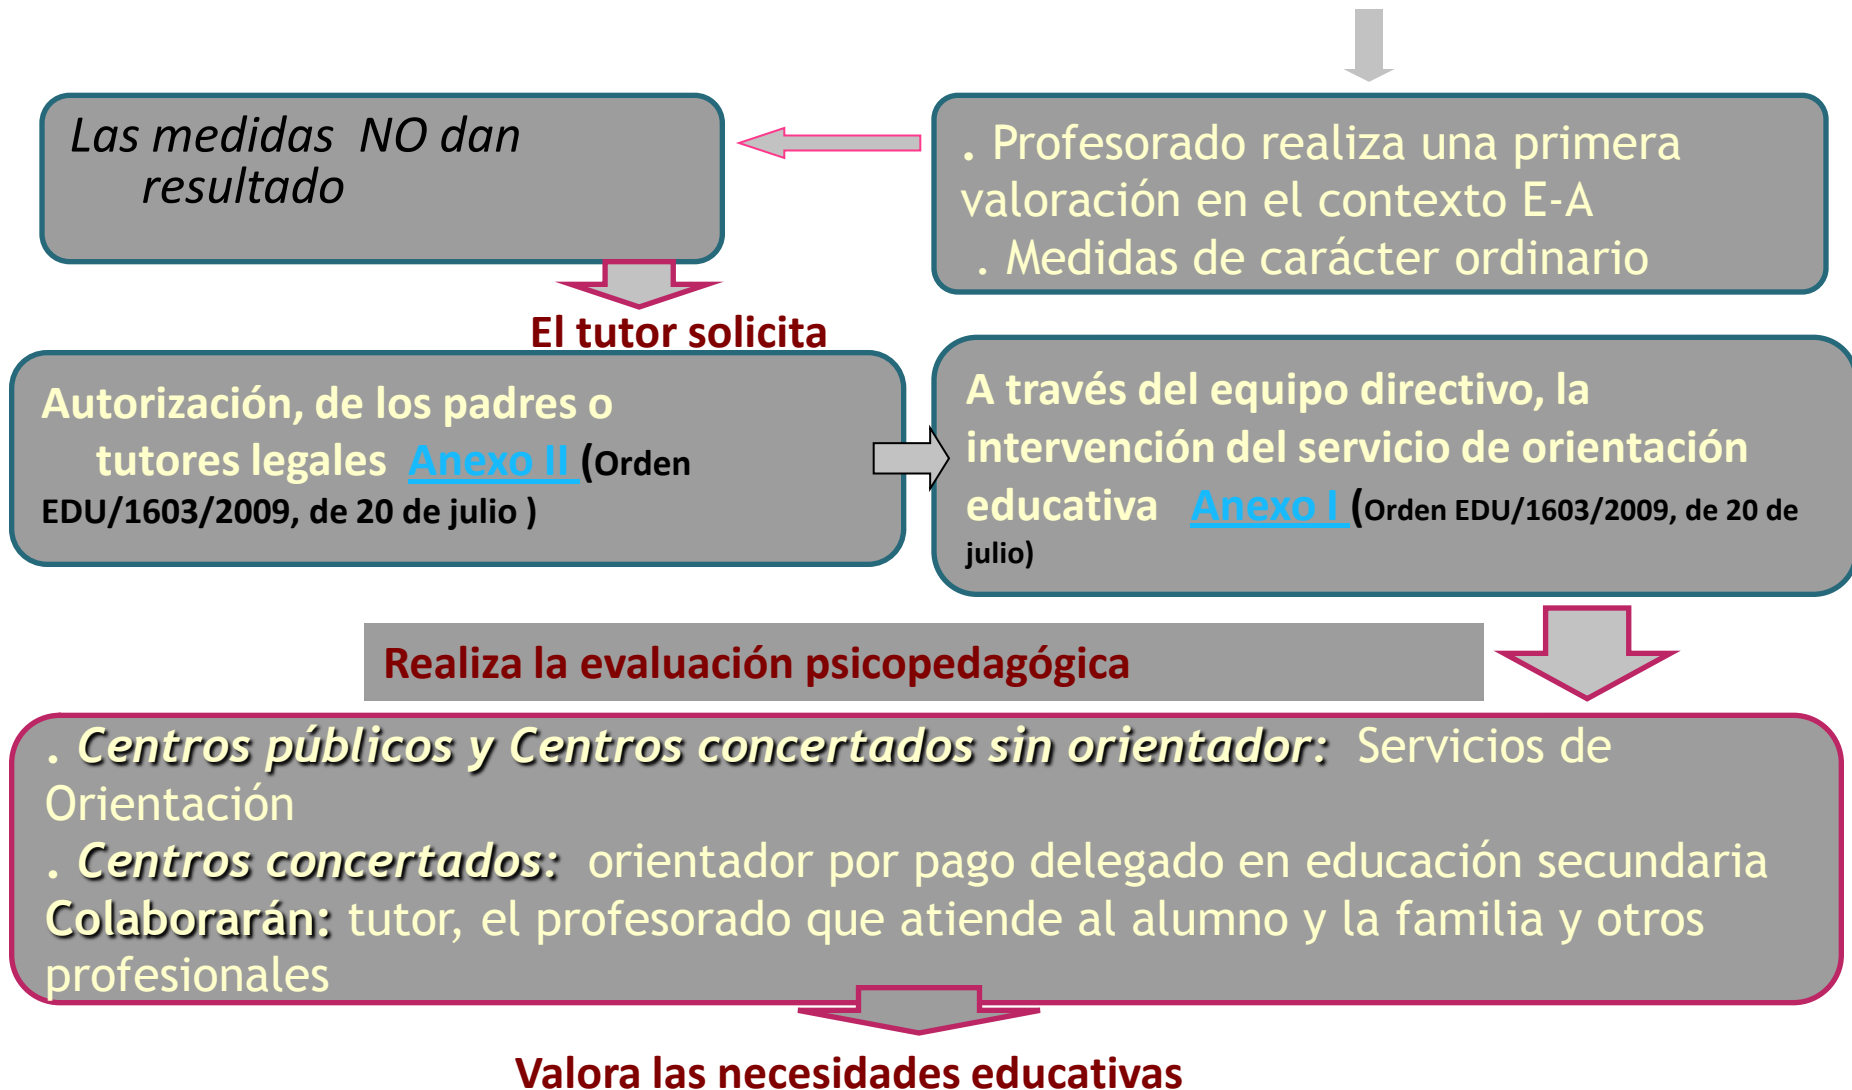 Las medidas NO dan
resultado
. Profesorado realiza una primera
valoración en el contexto E-A
. Medidas de carácter ordinario
El tutor solicita
Autorización, de los padres o
tutores legales Anexo II (Orden
EDU/1603/2009, de 20 de julio )
A través del equipo directivo, la
intervención del servicio de orientación
educativa Anexo I (Orden EDU/1603/2009, de 20 de
julio)
Realiza la evaluación psicopedagógica
. Centros públicos y Centros concertados sin orientador: Servicios de
Orientación
. Centros concertados: orientador por pago delegado en educación secundaria
Colaborarán: tutor, el profesorado que atiende al alumno y la familia y otros
profesionales
Valora las necesidades educativas